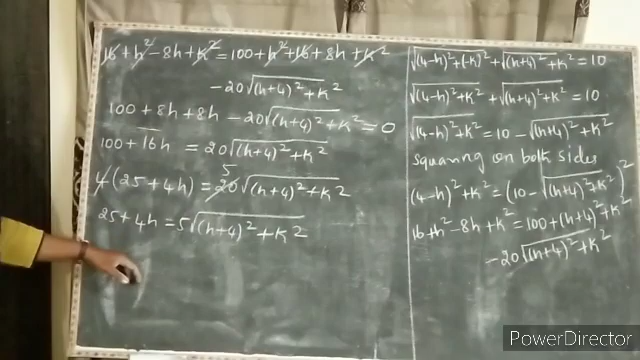 √(4-h)²+(-k)² + √(h+4)²+k² = 10
√(4-h)²+k² + √(h+4)²+k² = 10
√(4-h)²+k² = 10 - √(h+4)²+k²
squaring on both sides
(4-h)²+k² = (10 - √(h+4)²+k²)²
16+h²-8h+k² = 100+(h+4)²+k²
-20√(h+4)²+k²
16+h²-8h+k² = 100+h²+16+8h+k²
-20√(h+4)²+k²
100+8h+8h -20√(h+4)²+k² = 0
100+16h = 20√(h+4)²+k²
4(25+4h) = 20√(h+4)²+k²
5
25+4h = 5√(h+4)²+k²
PowerDirector